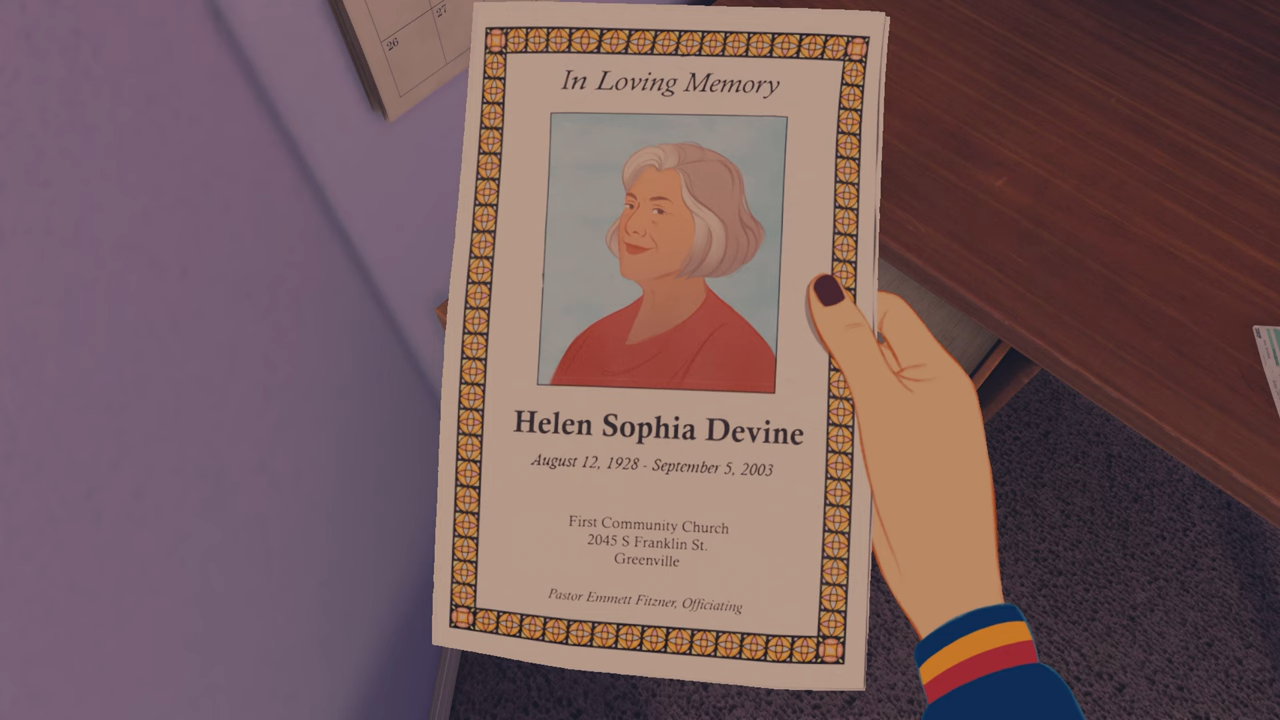 26
27
In Loving Memory
Helen Sophia Devine
August 12, 1928 - September 5, 2003
First Community Church
2045 S Franklin St.
Greenville
Pastor Emmett Fitzner, Officiating